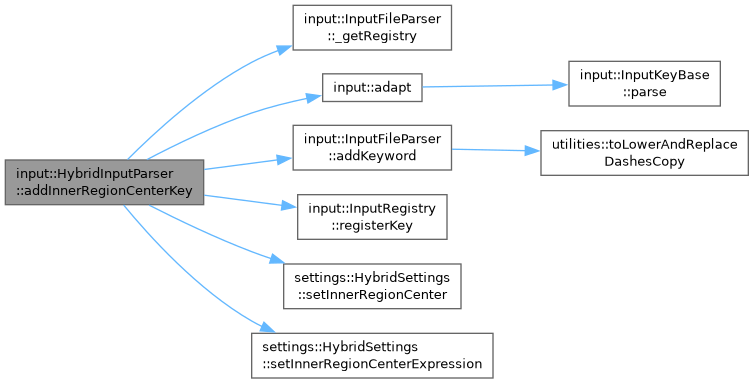 input::HybridInputParser
::addInnerRegionCenterKey
input::InputFileParser
::_getRegistry
input::adapt
input::InputKeyBase
::parse
input::InputFileParser
::addKeyword
utilities::toLowerAndReplace
DashesCopy
input::InputRegistry
::registerKey
settings::HybridSettings
::setInnerRegionCenter
settings::HybridSettings
::setInnerRegionCenterExpression